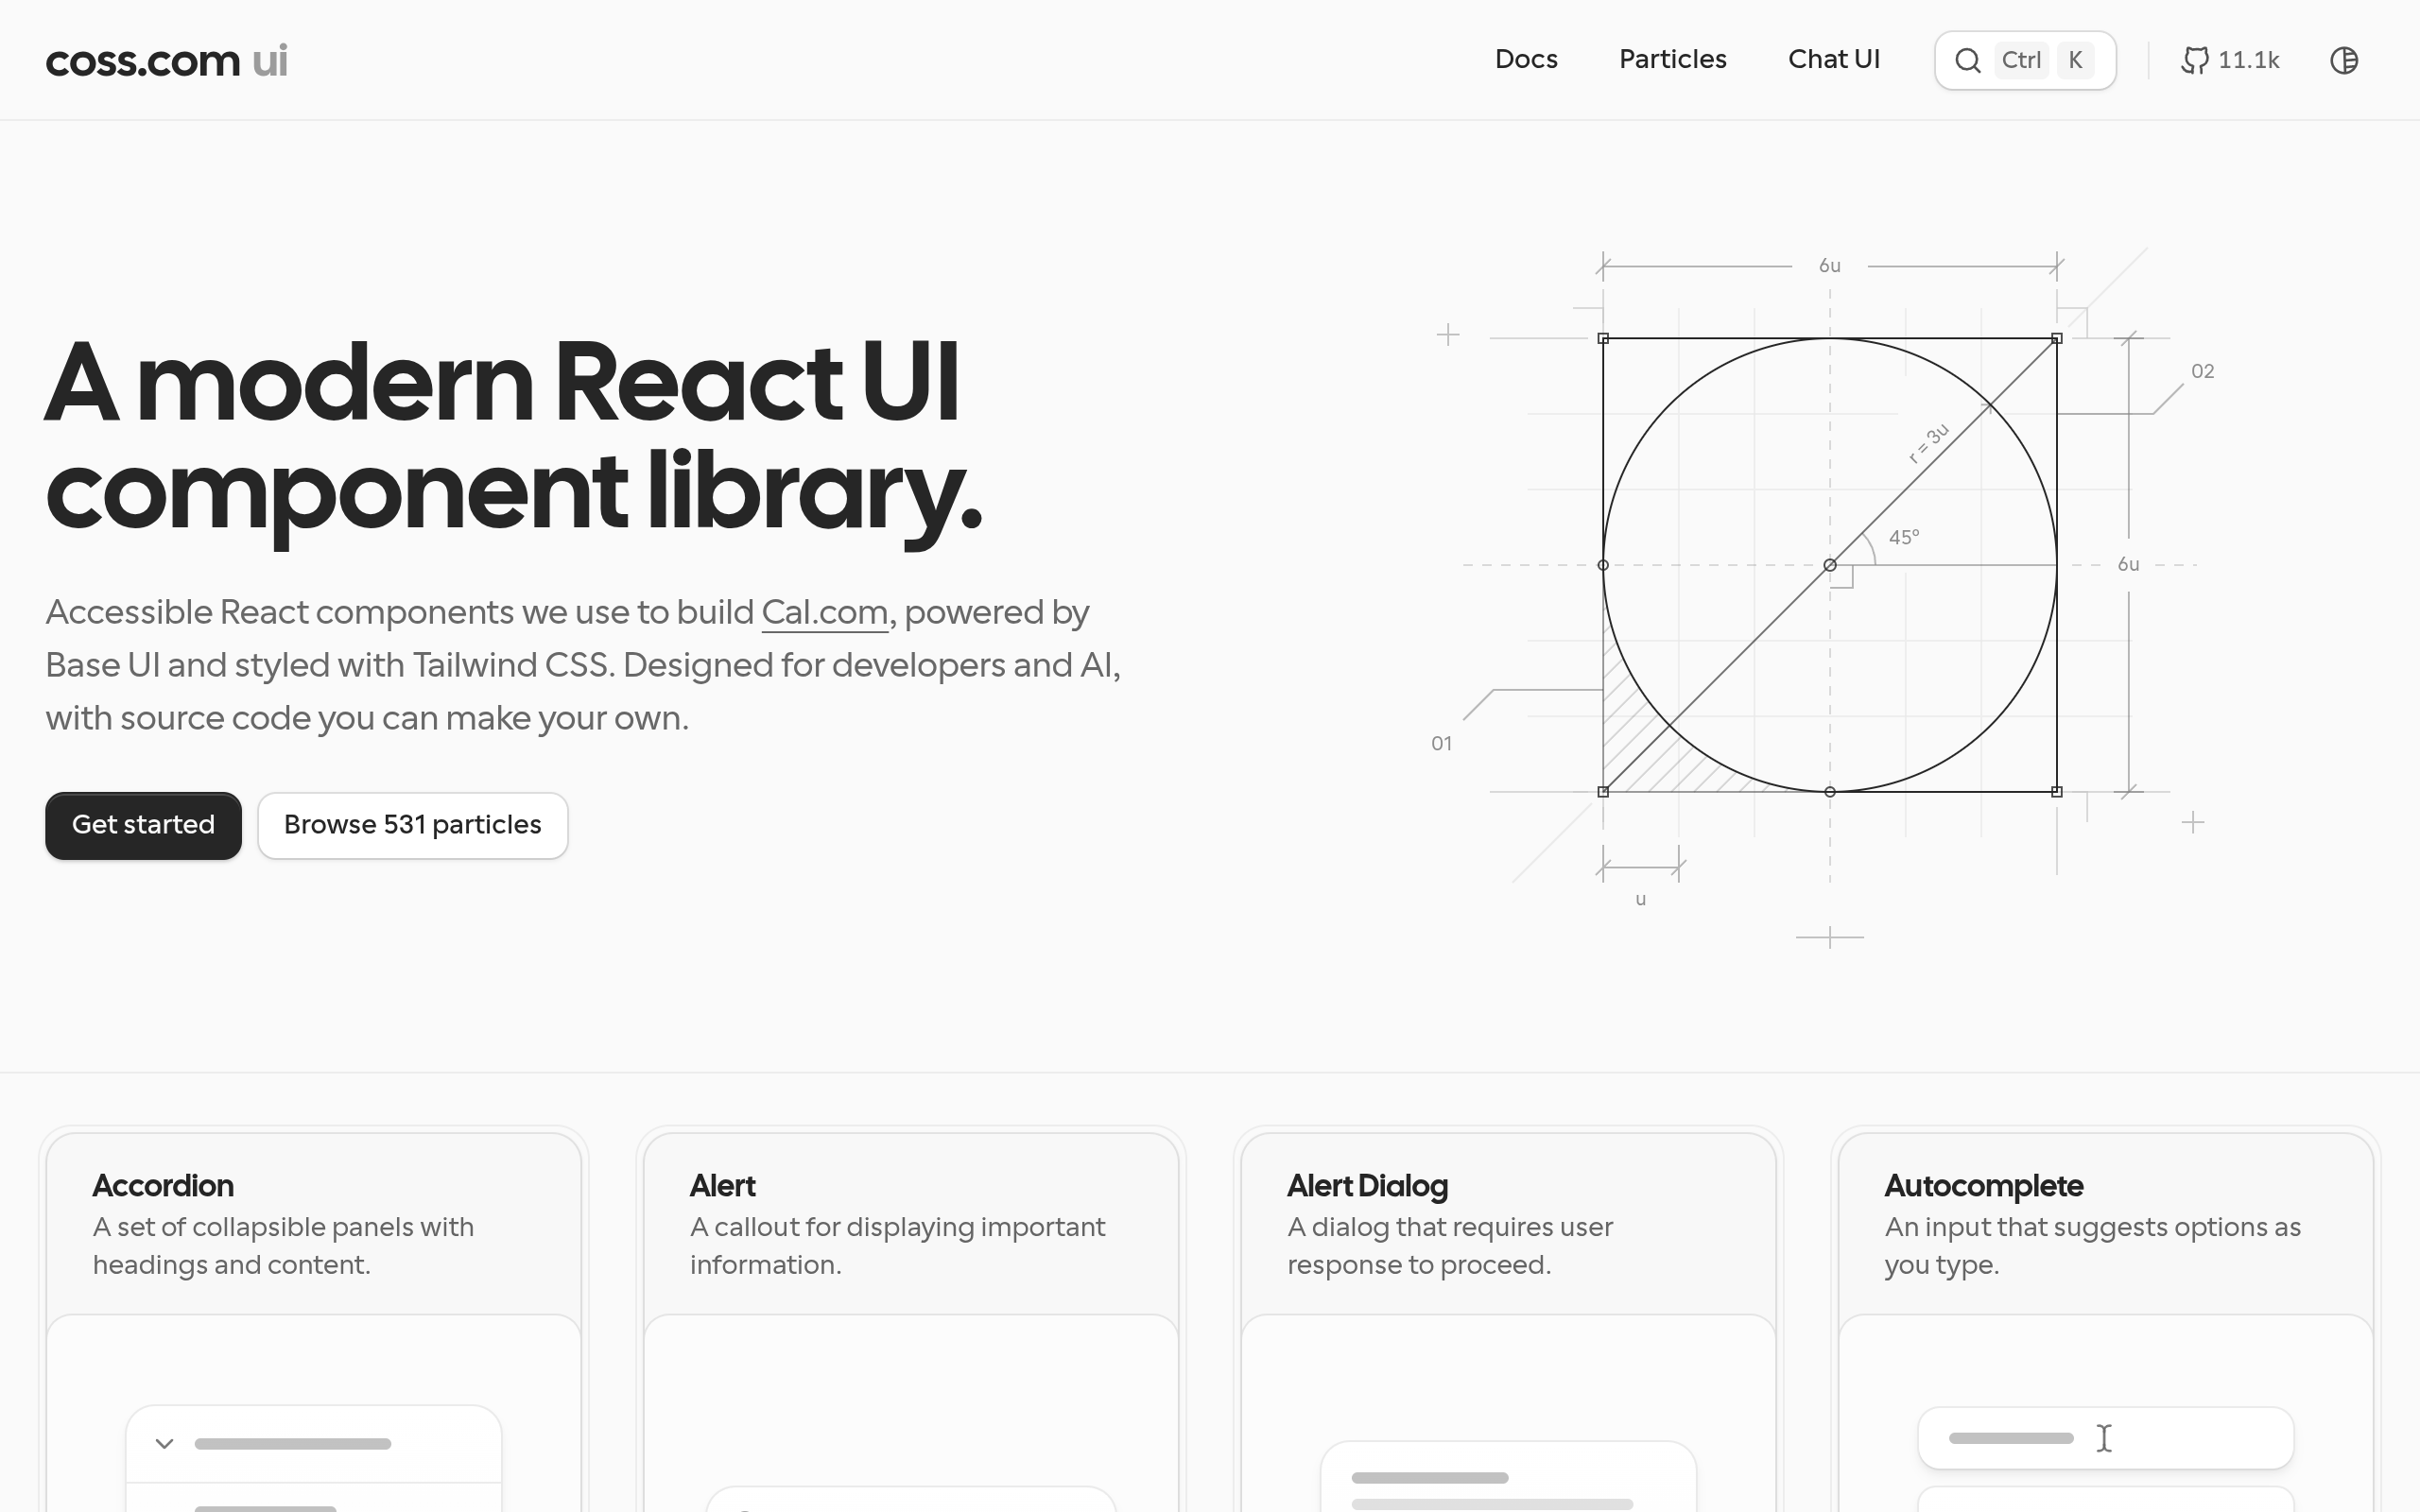 coss.com ui
Docs
Particles
Chat UI
Ctrl K
11.1k
A modern React UI
component library.
Accessible React components we use to build Cal.com, powered by
Base UI and styled with Tailwind CSS. Designed for developers and AI,
with source code you can make your own.
Get started
Browse 531 particles
6u
02
r = 3u
45°
6u
01
u
Accordion
A set of collapsible panels with
headings and content.
Alert
A callout for displaying important
information.
Alert Dialog
A dialog that requires user
response to proceed.
Autocomplete
An input that suggests options as
you type.